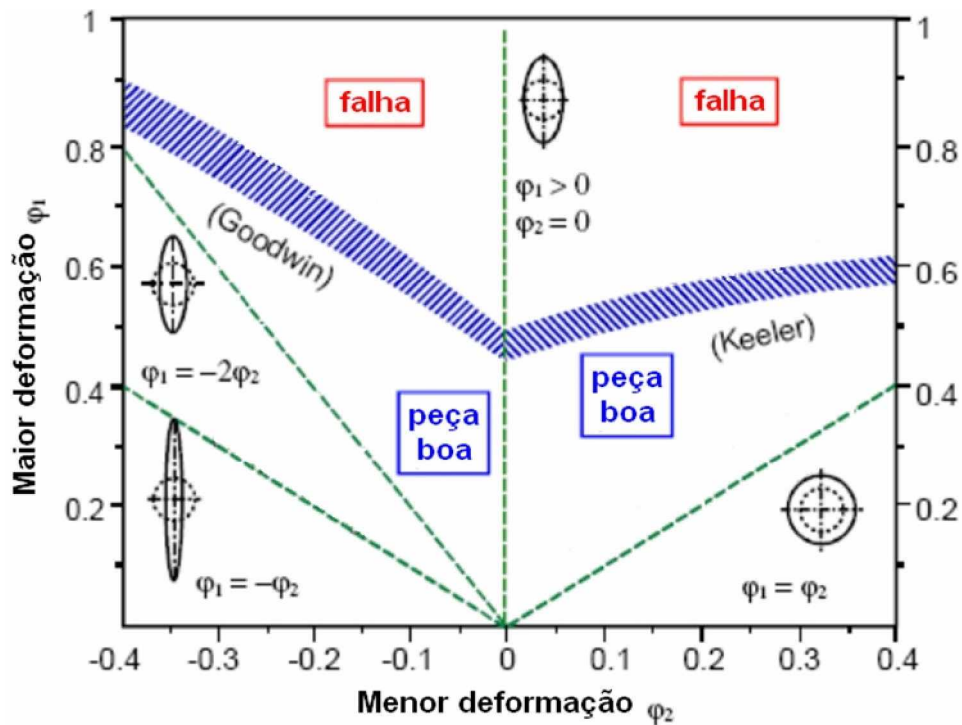 1
1
falha
falha
0.8
0.8
φ₁ > 0
φ₂ = 0
(Goodwin)
0.6
0.6
(Keeler)
φ₁ = −2φ₂
peça
boa
peça
boa
0.4
0.4
0.2
0.2
φ₁ = −φ₂
φ₁ = φ₂
-0.4
-0.3
-0.2
-0.1
0
0.1
0.2
0.3
0.4
Maior deformação φ₁
Menor deformação φ₂